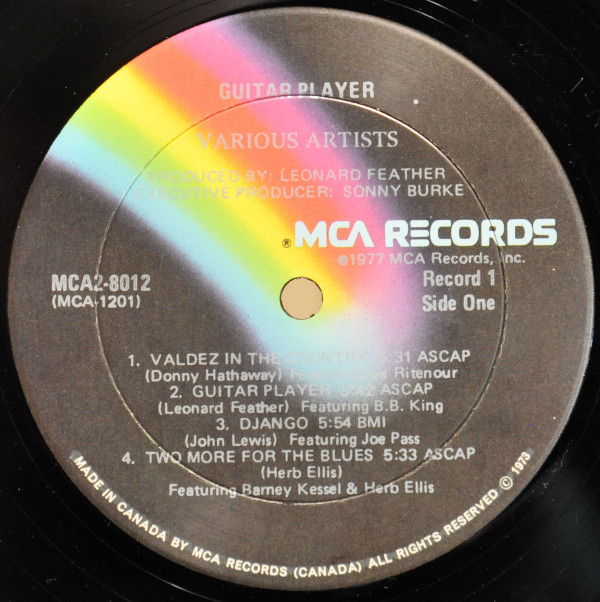 GUITAR PLAYER
VARIOUS ARTISTS
PRODUCED BY: LEONARD FEATHER
EXECUTIVE PRODUCER: SONNY BURKE
® MCA RECORDS
℗1977 MCA Records, Inc.
MCA2-8012
(MCA-1201)
Record 1
Side One
1. VALDEZ IN THE COUNTRY 5:31 ASCAP
(Donny Hathaway) Featuring Ritenour
2. GUITAR PLAYER 5:42 ASCAP
(Leonard Feather) Featuring B.B. King
3. DJANGO 5:54 BMI
(John Lewis) Featuring Joe Pass
4. TWO MORE FOR THE BLUES 5:33 ASCAP
(Herb Ellis)
Featuring Barney Kessel & Herb Ellis
MADE IN CANADA BY MCA RECORDS (CANADA) ALL RIGHTS RESERVED © 1973